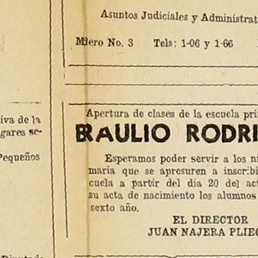 Asuntos Judiciales y Administrat
Miero No. 3 Tels: 1-06 y 1-66
iva de la
gares se-
Pequeños
Diputado
Apertura de clases de la escuela pri
BRAULIO RODRI
Esperamos poder servir a los ni
maria que se apresuren a inscribi
cuela a partir del día 20 del act
su acta de nacimiento los alumnos
sexto año.
EL DIRECTOR
JUAN NAJERA PLIEG